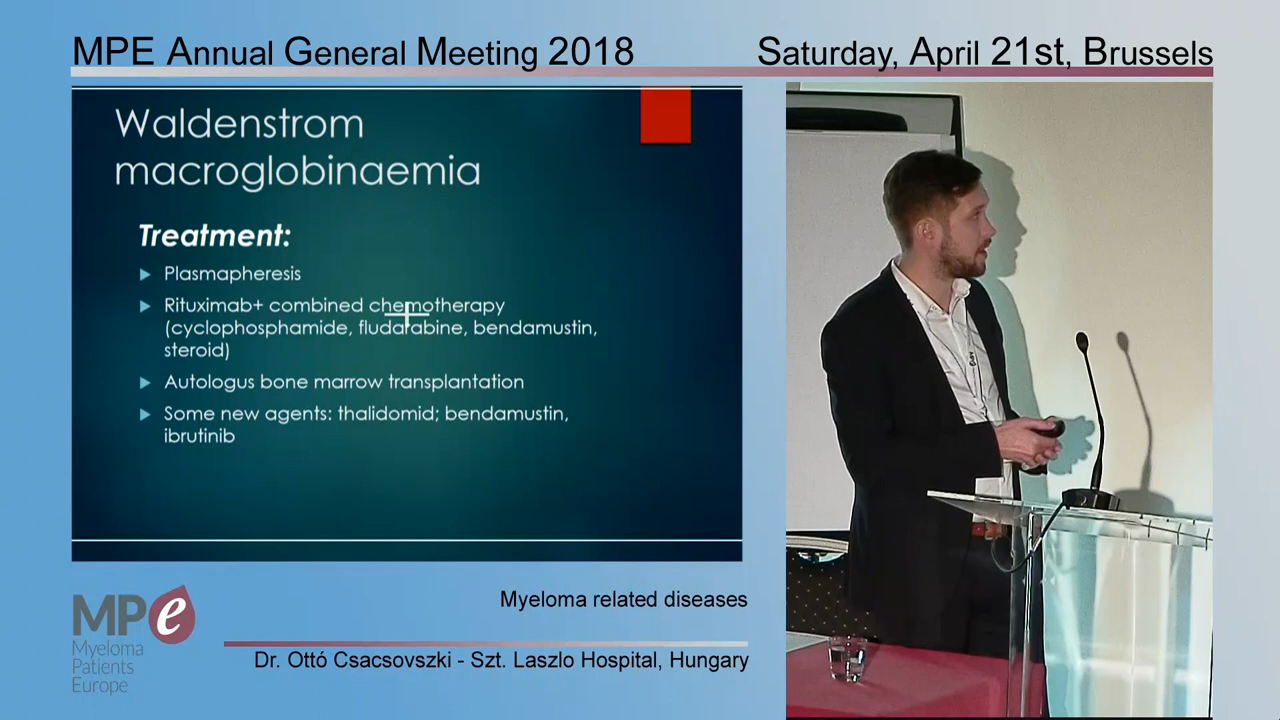 MPE Annual General Meeting 2018
Saturday, April 21st, Brussels
Waldenstrom
macroglobinaemia
Treatment:
Plasmapheresis
Rituximab+ combined chemotherapy
(cyclophosphamide, fludarabine, bendamustin,
steroid)
Autologus bone marrow transplantation
Some new agents: thalidomid; bendamustin,
ibrutinib
MPe
Myeloma
Patients
Europe
Myeloma related diseases
Dr. Ottó Csacsovszki - Szt. Laszlo Hospital, Hungary